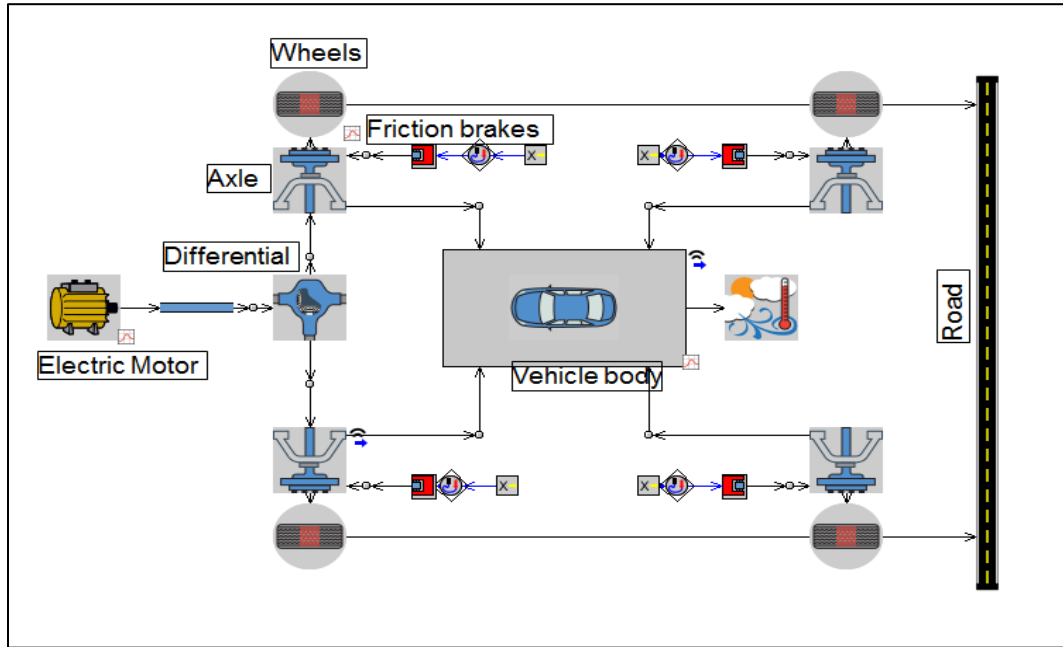 Wheels
Friction brakes
X
X
Axle
Differential
Electric Motor
Vehicle body
Road
X
X